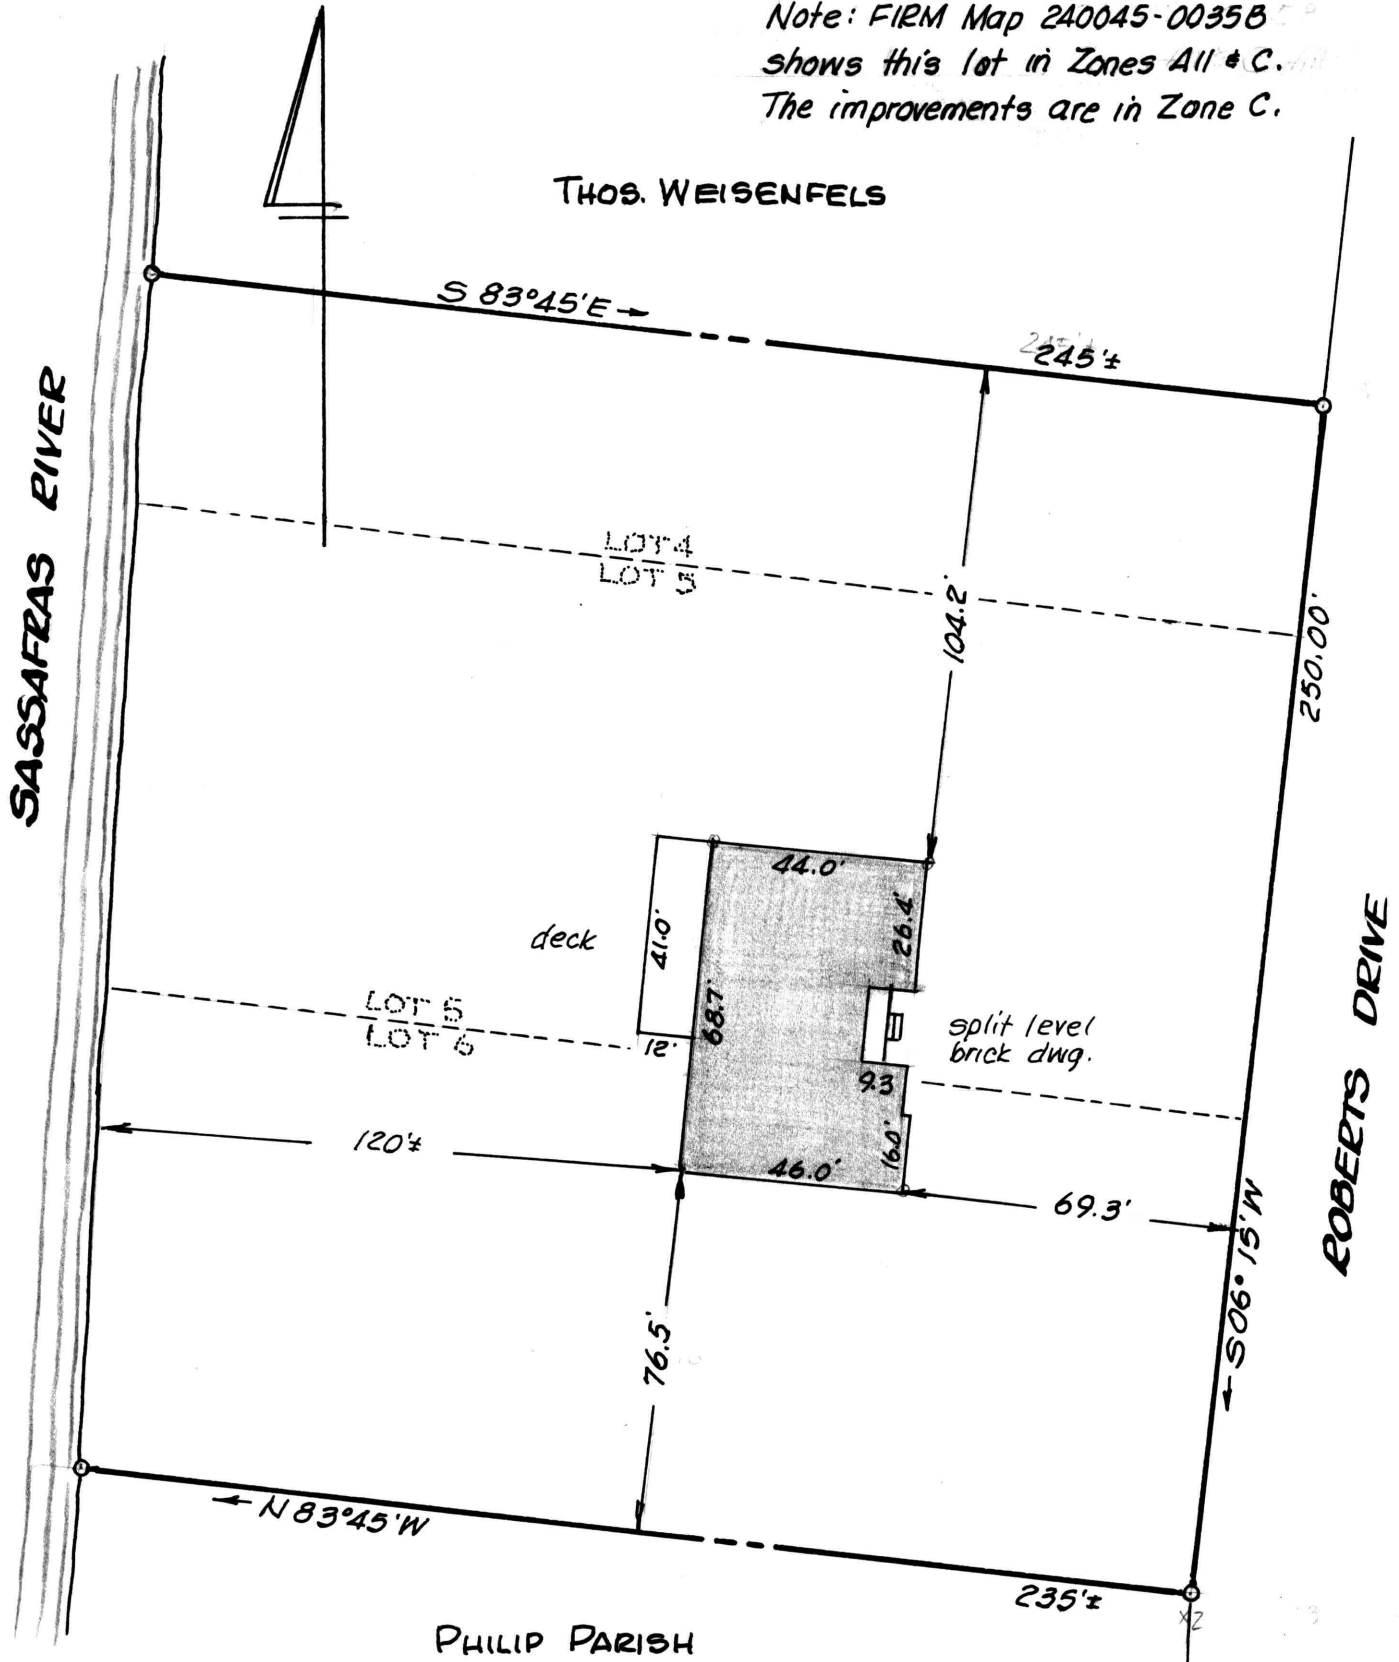 Note: FIRM Map 240045-0035B
shows this lot in Zones A11 & C.
The improvements are in Zone C.
THOS. WEISENFELS
S 83°45'E →
245'±
SASSAFRAS RIVER
LOT 4
LOT 5
104.2'
250.00'
44.0'
26.4'
41.0'
deck
68.7'
12'
LOT 5
LOT 6
split level
brick dwg.
9.3
16.0'
46.0'
120'±
69.3'
ROBERTS DRIVE
← S06° 15'W
76.5'
← N 83°45'W
235'±
PHILIP PARISH